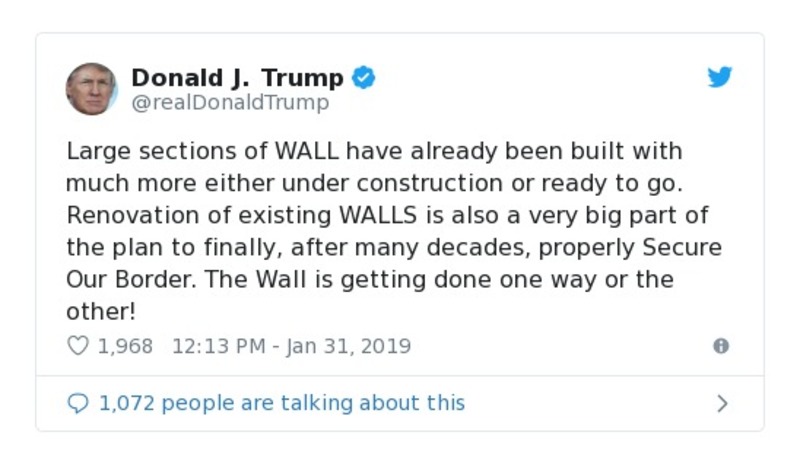 Donald J. Trump
@realDonaldTrump
Large sections of WALL have already been built with
much more either under construction or ready to go.
Renovation of existing WALLS is also a very big part of
the plan to finally, after many decades, properly Secure
Our Border. The Wall is getting done one way or the
other!
1,968 12:13 PM - Jan 31, 2019
1,072 people are talking about this